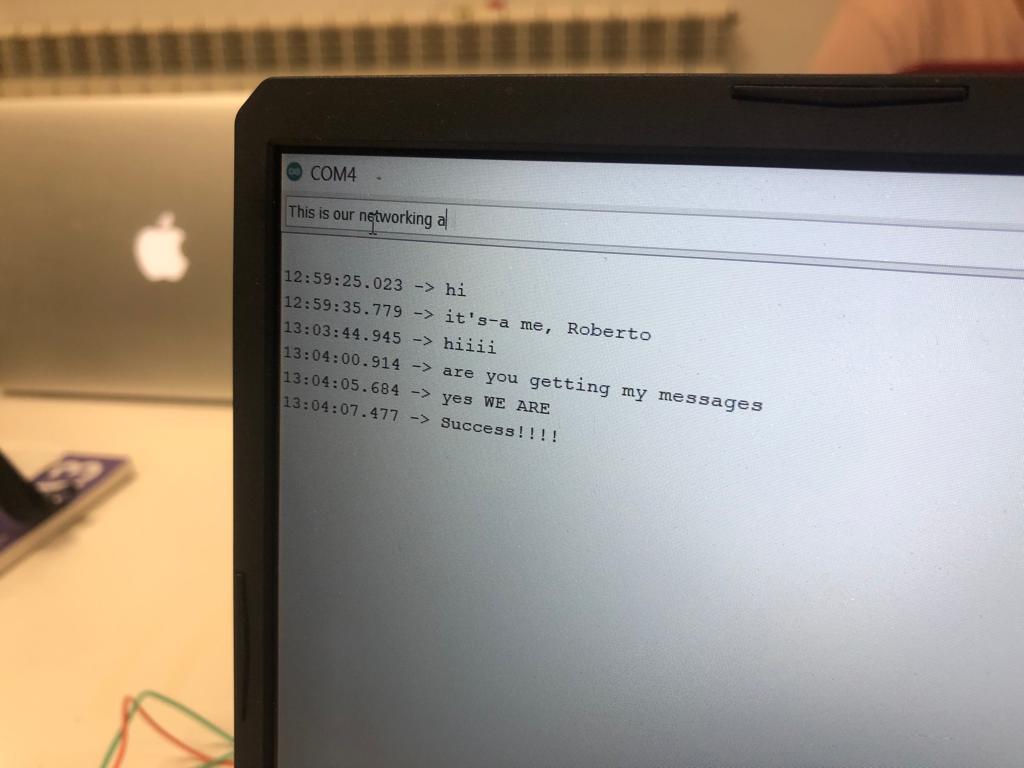 COM4
This is our networking a
12:59:25.023 -> hi
12:59:35.779 -> it's-a me, Roberto
13:03:44.945 -> hiiii
13:04:00.914 -> are you getting my messages
13:04:05.684 -> yes WE ARE
13:04:07.477 -> Success!!!!